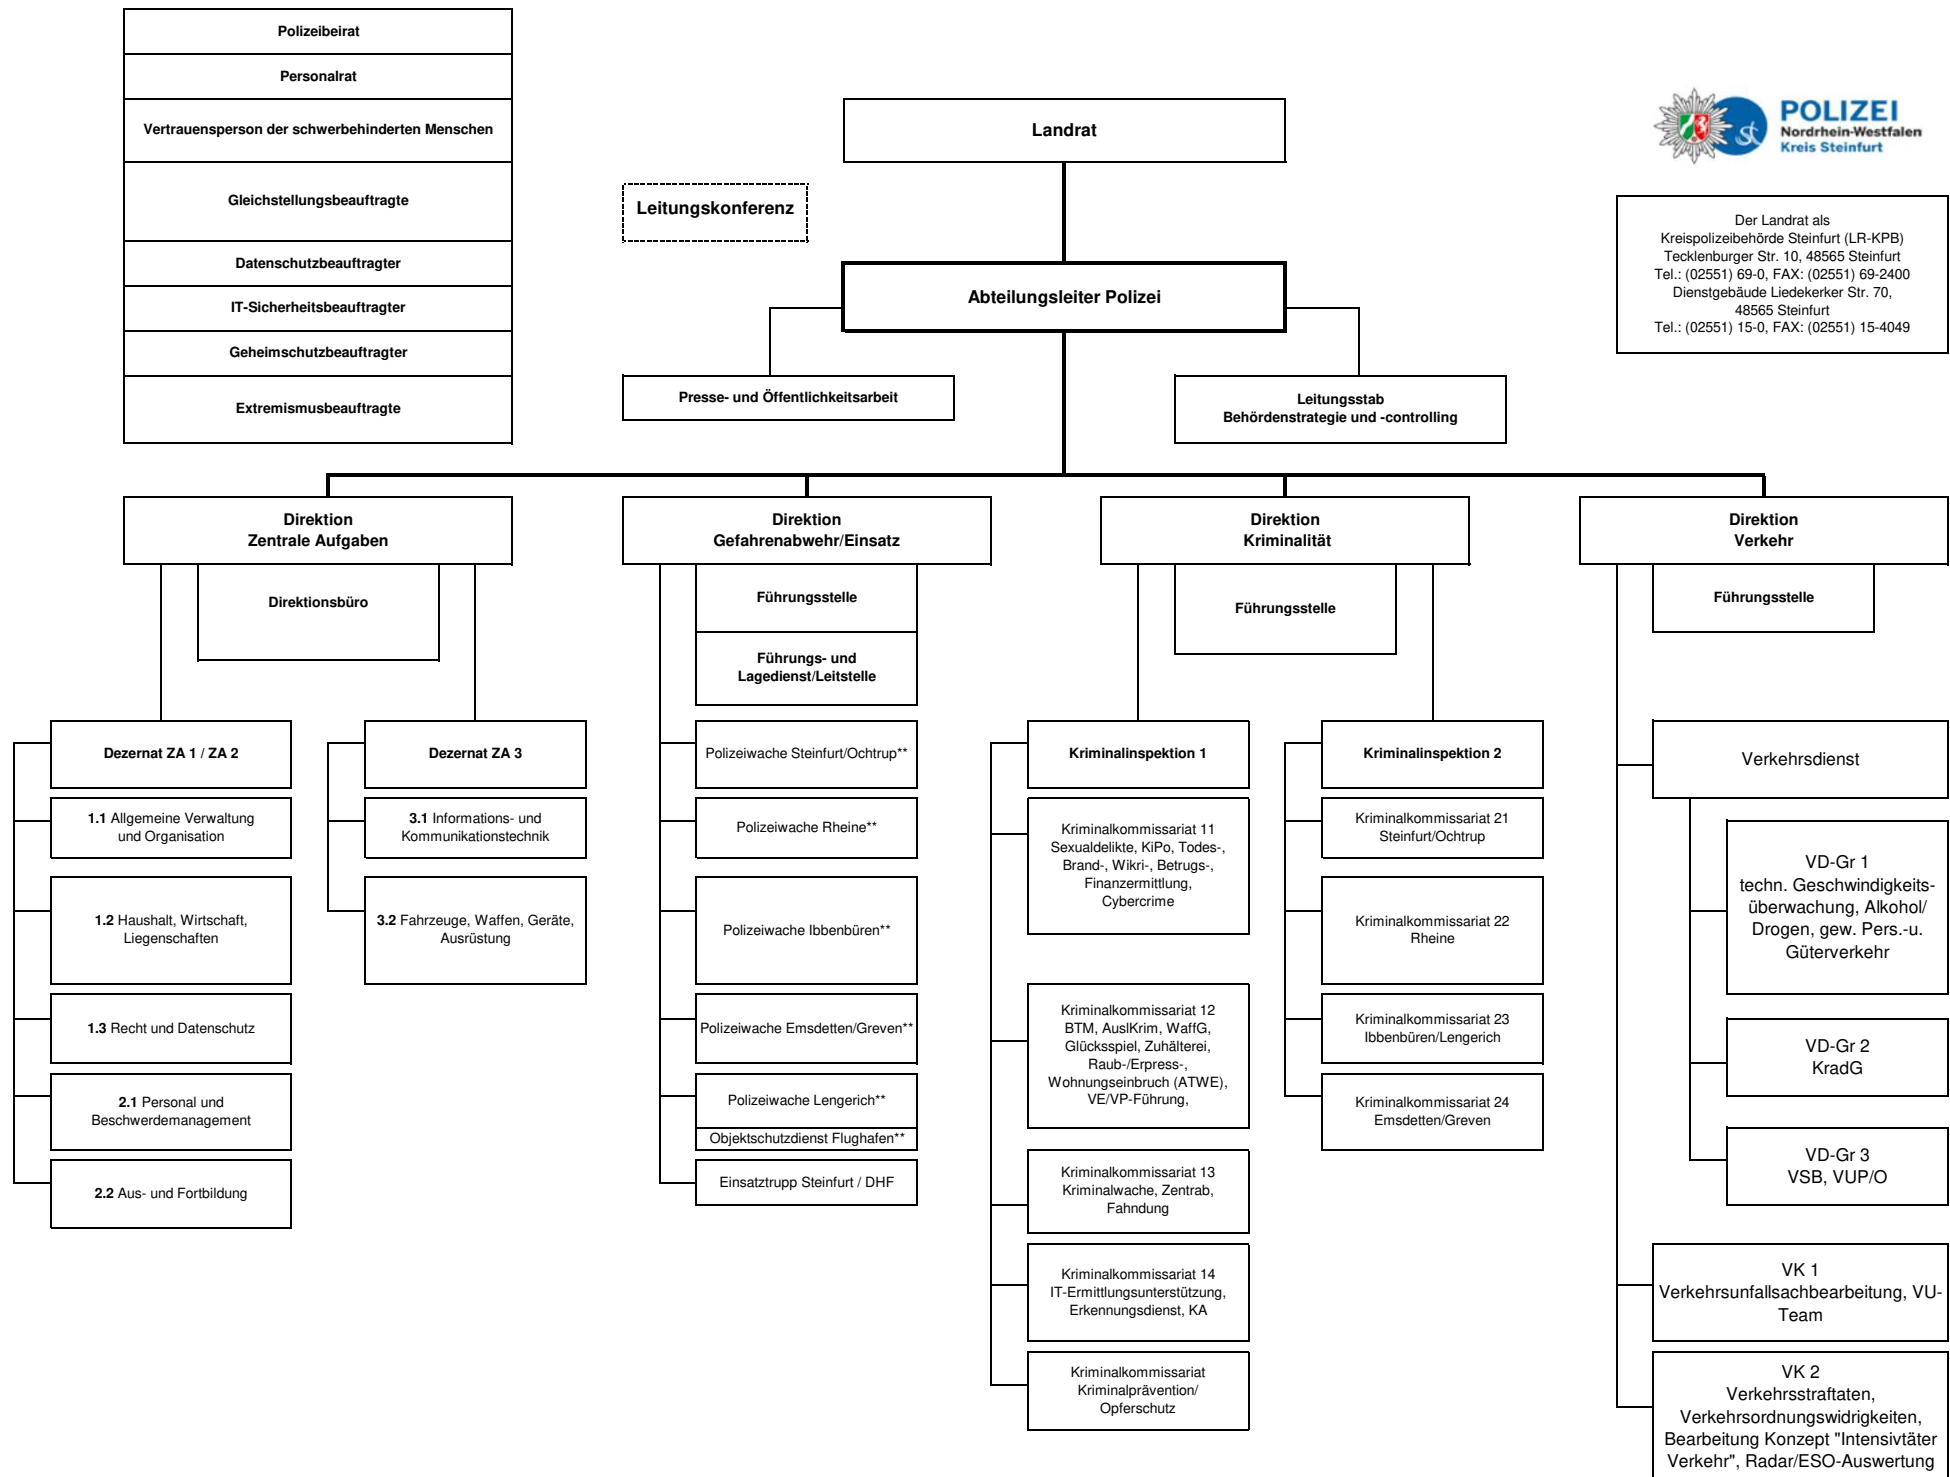 Polizeibeirat
Personalrat
Vertrauensperson der schwerbehinderten Menschen
Gleichstellungsbeauftragte
Datenschutzbeauftragter
IT-Sicherheitsbeauftragter
Geheimschutzbeauftragter
Extremismusbeauftragte
Landrat
Leitungskonferenz
Abteilungsleiter Polizei
Presse- und Öffentlichkeitsarbeit
Leitungsstab
Behördenstrategie und -controlling
st
POLIZEI
Nordrhein-Westfalen
Kreis Steinfurt
Der Landrat als
Kreispolizeibehörde Steinfurt (LR-KPB)
Tecklenburger Str. 10, 48565 Steinfurt
Tel.: (02551) 69-0, FAX: (02551) 69-2400
Dienstgebäude Liedekerker Str. 70,
48565 Steinfurt
Tel.: (02551) 15-0, FAX: (02551) 15-4049
Direktion
Zentrale Aufgaben
Direktionsbüro
Dezernat ZA 1 / ZA 2
1.1 Allgemeine Verwaltung
und Organisation
1.2 Haushalt, Wirtschaft,
Liegenschaften
1.3 Recht und Datenschutz
2.1 Personal und
Beschwerdemanagement
2.2 Aus- und Fortbildung
Dezernat ZA 3
3.1 Informations- und
Kommunikationstechnik
3.2 Fahrzeuge, Waffen, Geräte,
Ausrüstung
Direktion
Gefahrenabwehr/Einsatz
Führungsstelle
Führungs- und
Lagedienst/Leitstelle
Polizeiwache Steinfurt/Ochtrup**
Polizeiwache Rheine**
Polizeiwache Ibbenbüren**
Polizeiwache Emsdetten/Greven**
Polizeiwache Lengerich**
Objektschutzdienst Flughafen**
Einsatztrupp Steinfurt / DHF
Direktion
Kriminalität
Führungsstelle
Kriminalinspektion 1
Kriminalkommissariat 11
Sexualdelikte, KiPo, Todes-,
Brand-, Wikri-, Betrugs-,
Finanzermittlung,
Cybercrime
Kriminalkommissariat 12
BTM, AuslKrim, WaffG,
Glücksspiel, Zuhälterei,
Raub-/Erpress-,
Wohnungseinbruch (ATWE),
VE/VP-Führung,
Kriminalkommissariat 13
Kriminalwache, Zentrab,
Fahndung
Kriminalkommissariat 14
IT-Ermittlungsunterstützung,
Erkennungsdienst, KA
Kriminalkommissariat
Kriminalprävention/
Opferschutz
Kriminalinspektion 2
Kriminalkommissariat 21
Steinfurt/Ochtrup
Kriminalkommissariat 22
Rheine
Kriminalkommissariat 23
Ibbenbüren/Lengerich
Kriminalkommissariat 24
Emsdetten/Greven
Direktion
Verkehr
Führungsstelle
Verkehrsdienst
VD-Gr 1
techn. Geschwindigkeits-
überwachung, Alkohol/
Drogen, gew. Pers.-u.
Güterverkehr
VD-Gr 2
KradG
VD-Gr 3
VSB, VUP/O
VK 1
Verkehrsunfallsachbearbeitung, VU-
Team
VK 2
Verkehrsstraftaten,
Verkehrsordnungswidrigkeiten,
Bearbeitung Konzept "Intensivtäter
Verkehr", Radar/ESO-Auswertung